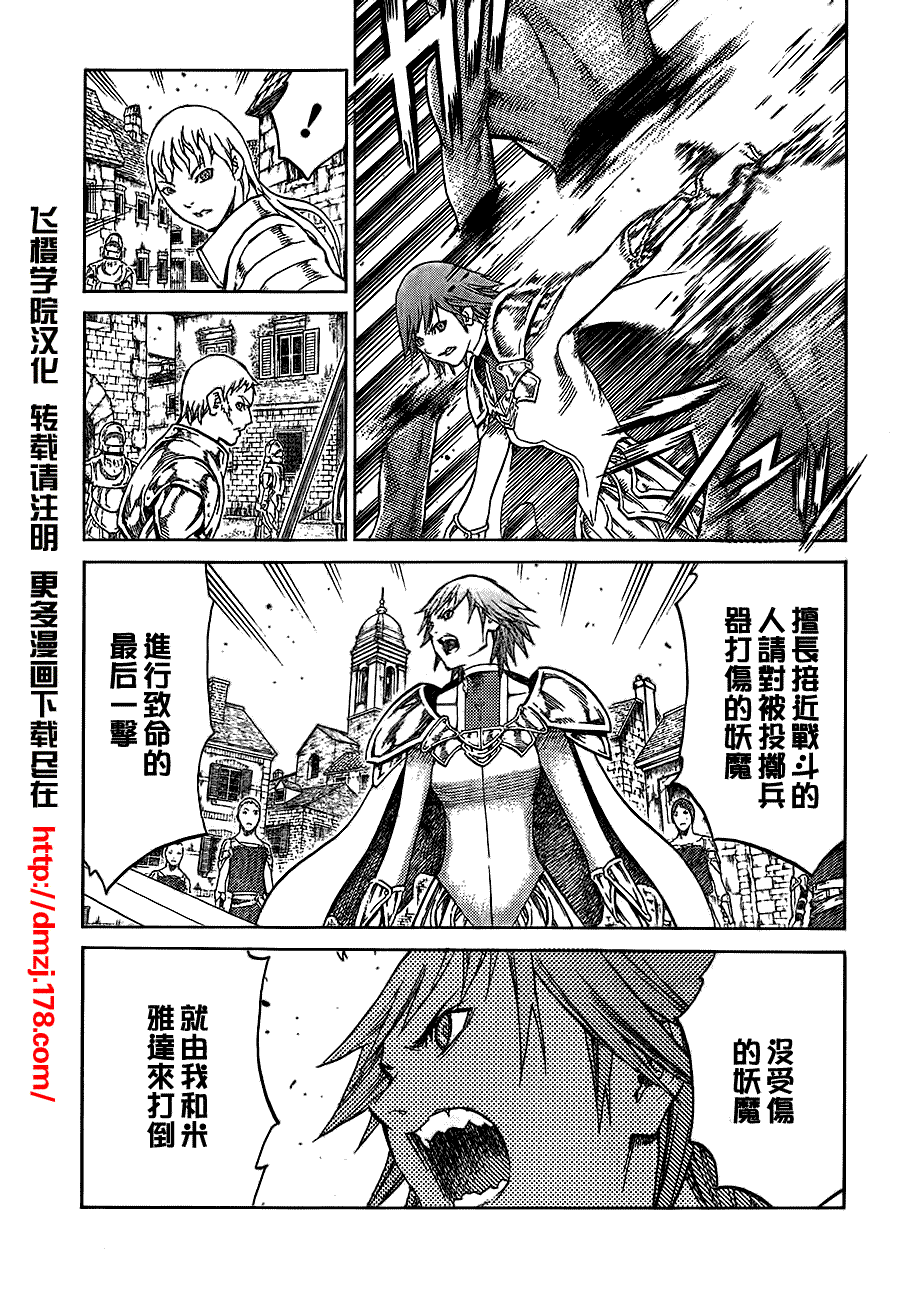 !
擅長接近戰斗的
人請對被投擲兵
器打傷的妖魔
進行致命的
最后一擊
沒受傷
的妖魔
就由我和米
雅達來打倒
飞橙学院汉化 转载请注明 更多漫画下载尽在 http://dmzj.178.com/